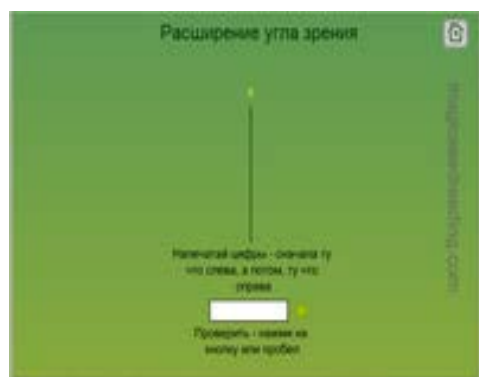 Расширение угла зрения
Напечатай цифры - сначала ту
что слева, а потом, ту что
справа
Проверить - нажми на
кнопку или пробел